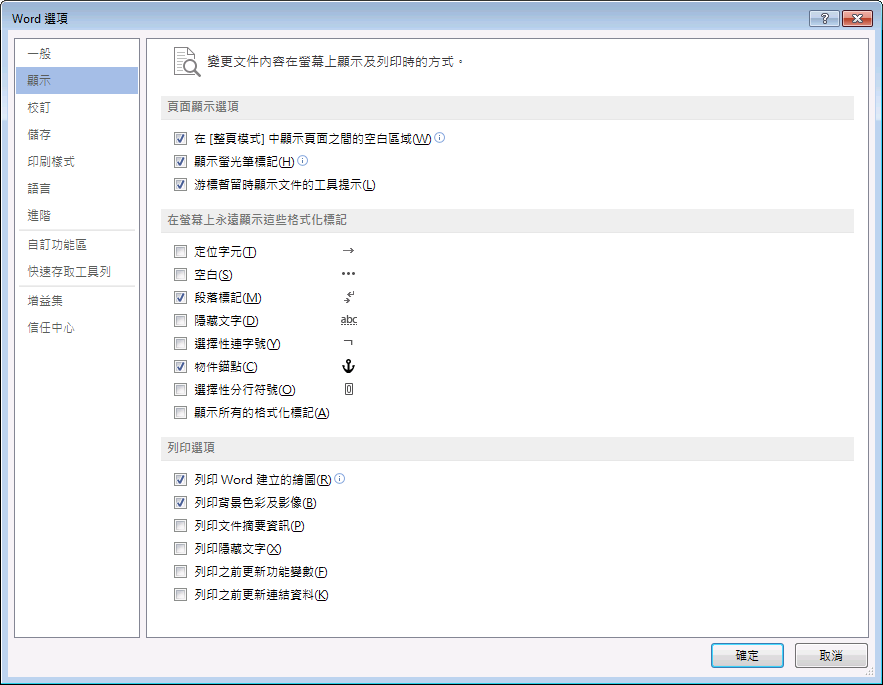 Word 選項
一般
顯示
校訂
儲存
印刷樣式
語言
進階
自訂功能區
快速存取工具列
增益集
信任中心
變更文件內容在螢幕上顯示及列印時的方式。
頁面顯示選項
在 [整頁模式] 中顯示頁面之間的空白區域(W)
顯示螢光筆標記(H)
游標暫留時顯示文件的工具提示(L)
在螢幕上永遠顯示這些格式化標記
定位字元(T) →
空白(S) •••
段落標記(M)
隱藏文字(D) abc
選擇性連字號(Y) ¬
物件錨點(C)
選擇性分行符號(O)
顯示所有的格式化標記(A)
列印選項
列印 Word 建立的繪圖(R)
列印背景色彩及影像(B)
列印文件摘要資訊(P)
列印隱藏文字(X)
列印之前更新功能變數(F)
列印之前更新連結資料(K)
確定
取消